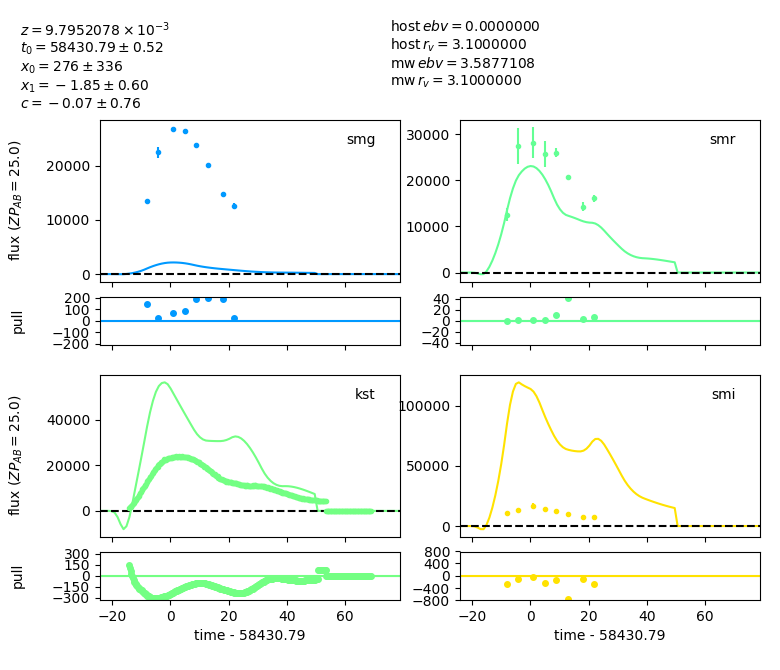 z = 9.7952078 × 10⁻³
t₀ = 58430.79 ± 0.52
x₀ = 276 ± 336
x₁ = −1.85 ± 0.60
c = −0.07 ± 0.76
host ebv = 0.0000000
host r_v = 3.1000000
mw ebv = 3.5877108
mw r_v = 3.1000000
smg
20000
10000
0
flux (ZP_AB = 25.0)
smr
30000
20000
10000
0
200
100
0
−100
−200
pull
40
20
0
−20
−40
kst
40000
20000
0
flux (ZP_AB = 25.0)
smi
100000
50000
0
300
150
0
−150
−300
pull
−20 0 20 40 60
time - 58430.79
800
400
0
−400
−800
−20 0 20 40 60
time - 58430.79